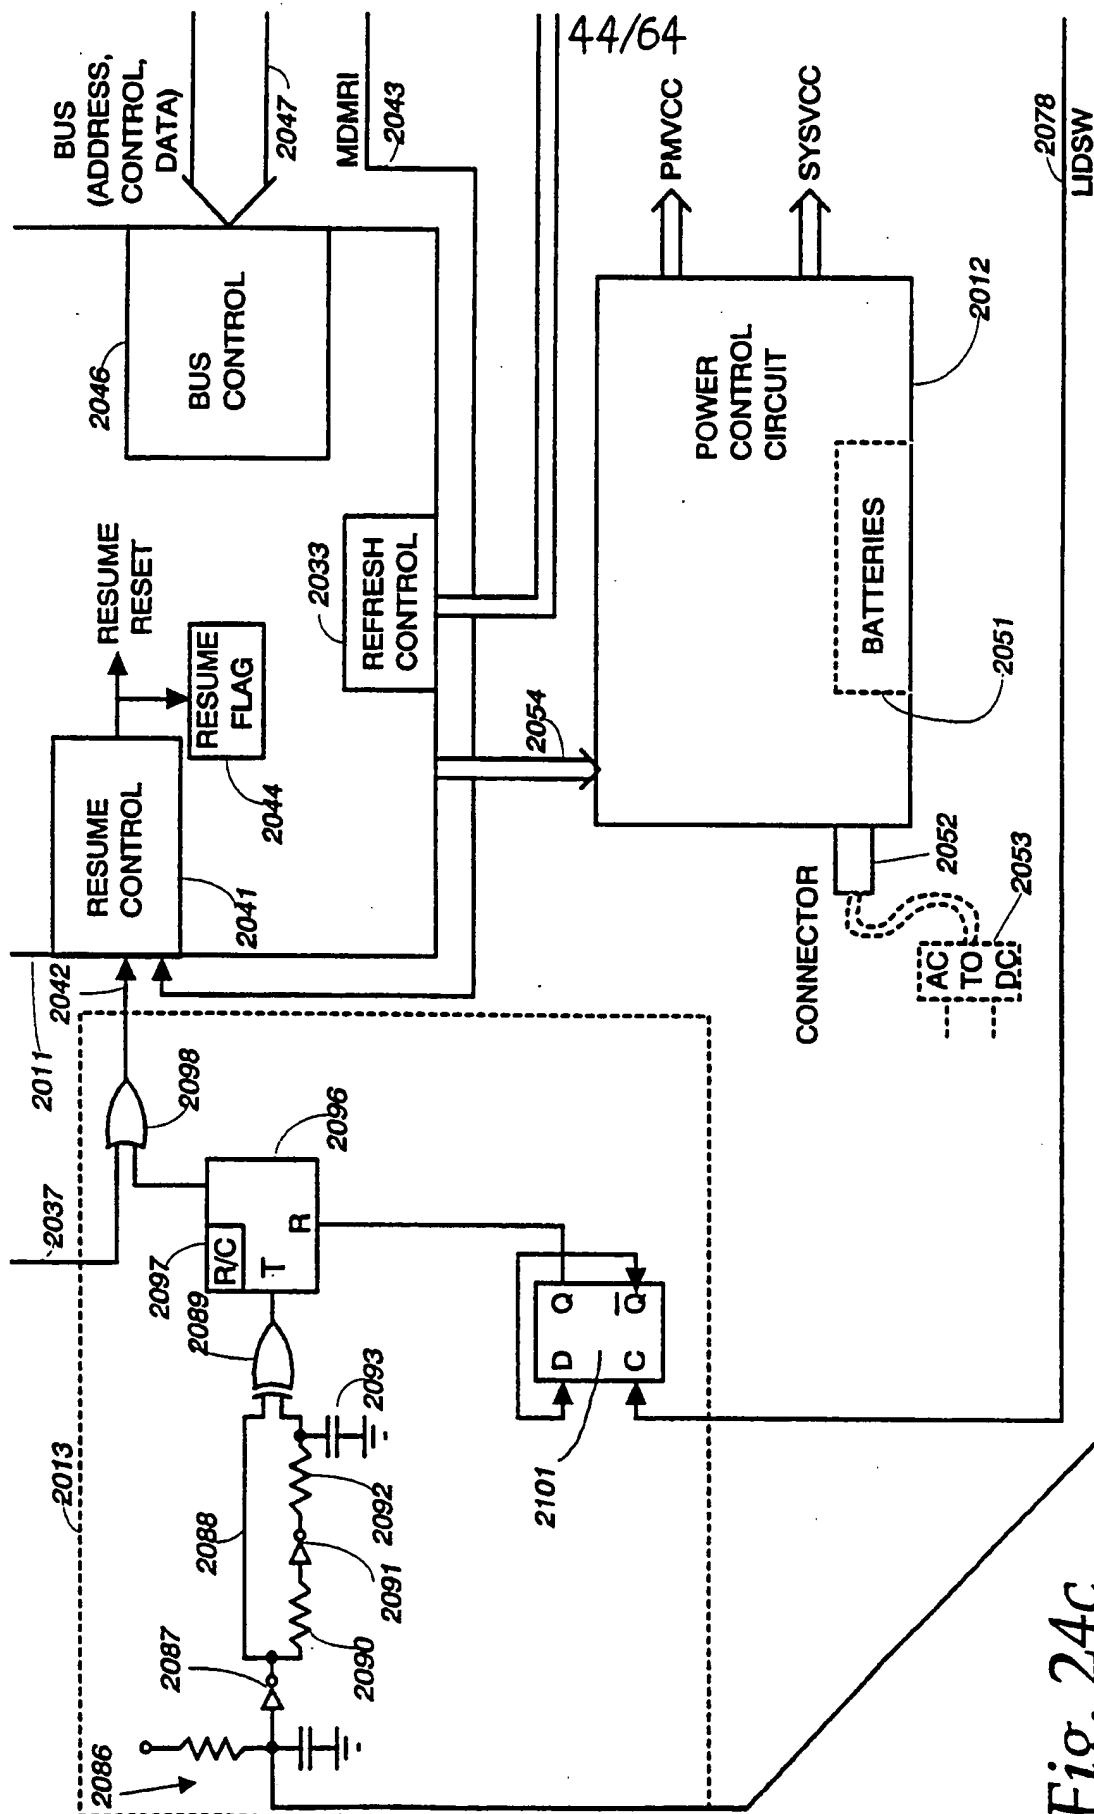 44/64
BUS
(ADDRESS,
CONTROL,
DATA)
2047
MDMRI
2043
2046
BUS
CONTROL
RESUME
RESET
RESUME
FLAG
2044
RESUME
CONTROL
2041
2033
REFRESH
CONTROL
2054
2011
2042
PMVCC
SYSVCC
2012
POWER
CONTROL
CIRCUIT
BATTERIES
2051
2052
CONNECTOR
2053
AC
TO
DC
2078
LIDSW
2037
2098
2096
2097
R/C
T
R
2089
2093
2013
2088
2092
2091
2090
2087
2086
D
Q
C
Q
2101
Fig. 24c